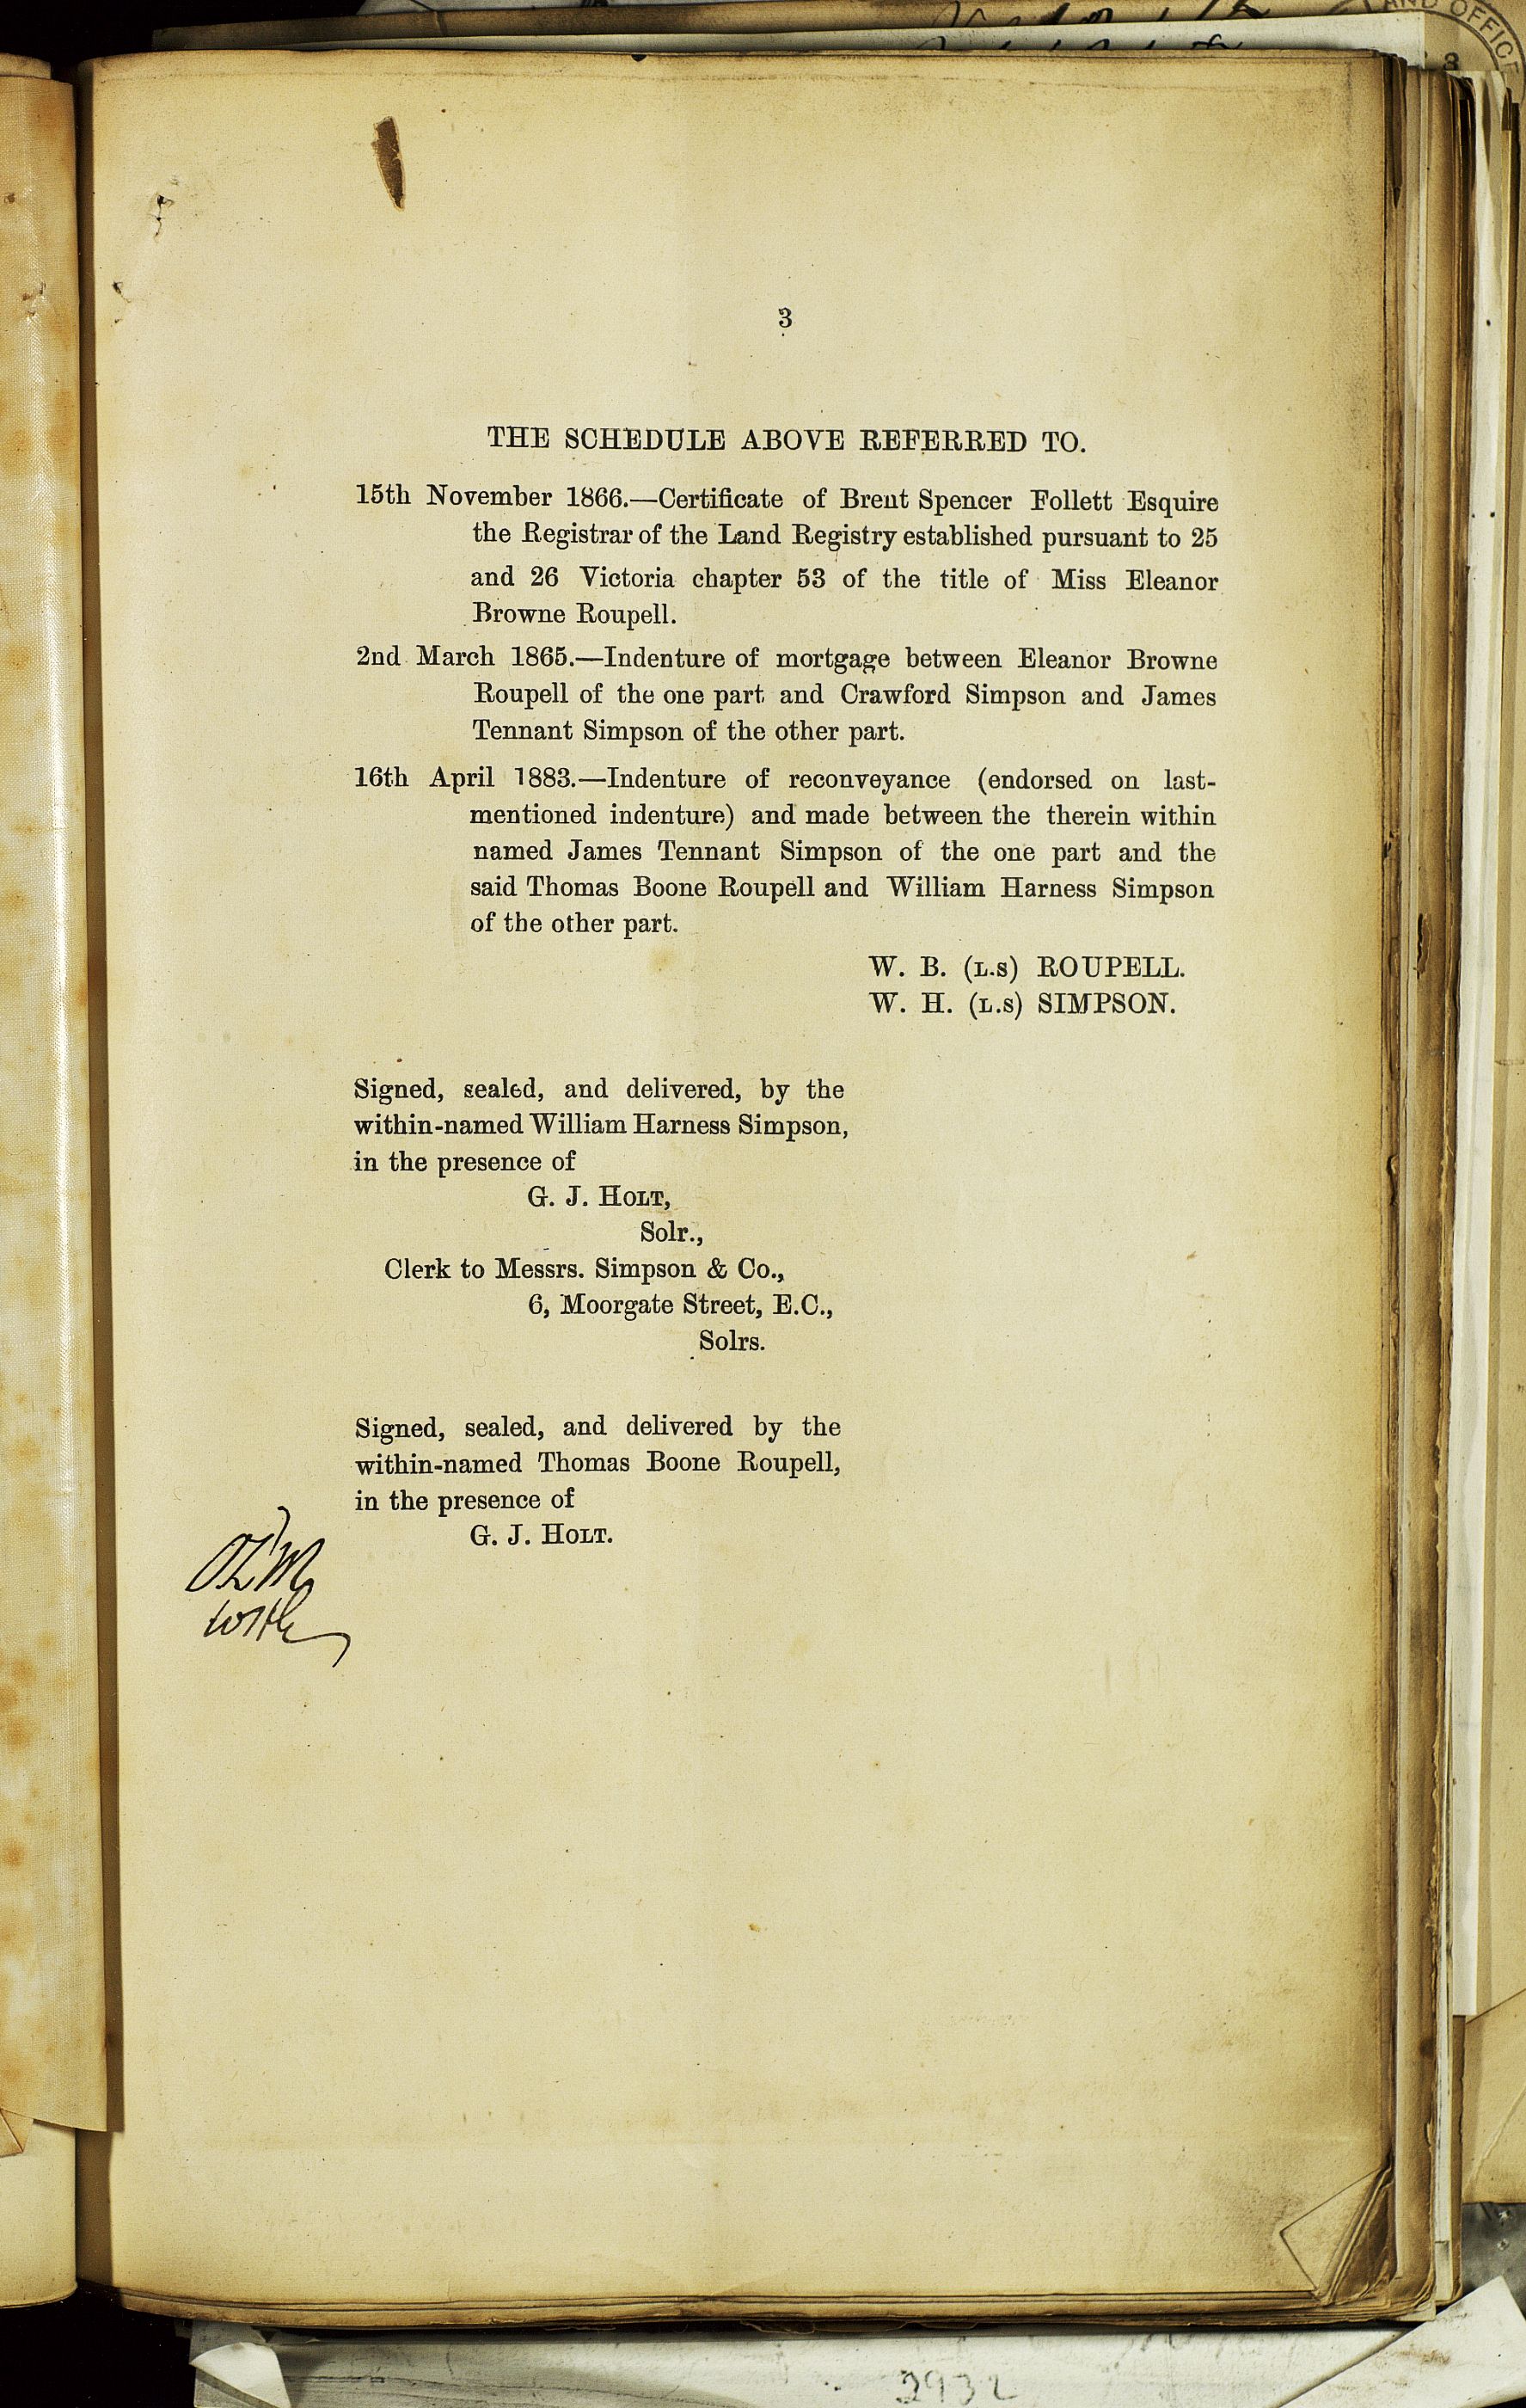 AND OFFICE
3
THE SCHEDULE ABOVE REFERRED TO.
15th November 1866.—Certificate of Brent Spencer Follett Esquire
the Registrar of the Land Registry established pursuant to 25
and 26 Victoria chapter 53 of the title of Miss Eleanor
Browne Roupell.
2nd March 1865.—Indenture of mortgage between Eleanor Browne
Roupell of the one part and Crawford Simpson and James
Tennant Simpson of the other part.
16th April 1883.—Indenture of reconveyance (endorsed on last-
mentioned indenture) and made between the therein within
named James Tennant Simpson of the one part and the
said Thomas Boone Roupell and William Harness Simpson
of the other part.
W. B. (L.S) ROUPELL.
W. H. (L.S) SIMPSON.
Signed, sealed, and delivered, by the
within-named William Harness Simpson,
in the presence of
G. J. HOLT,
Solr.,
Clerk to Messrs. Simpson & Co.,
6, Moorgate Street, E.C.,
Solrs.
Signed, sealed, and delivered by the
within-named Thomas Boone Roupell,
in the presence of
G. J. HOLT.
2932